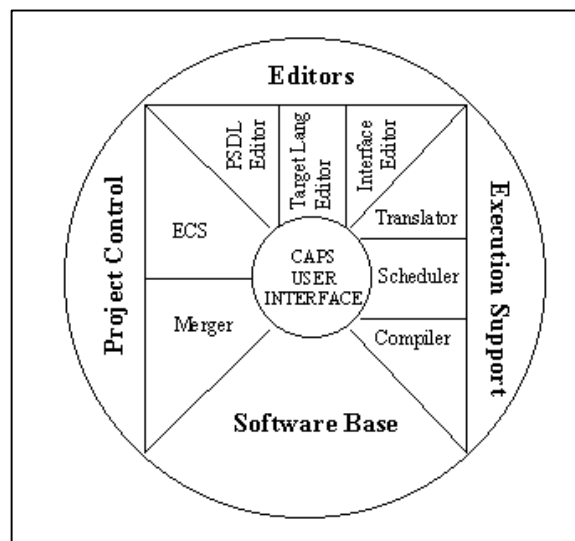 Editors
PSDL
Editor
Target Lang
Editor
Interface
Editor
Project Control
ECS
Merger
CAPS
USER
INTERFACE
Translator
Scheduler
Compiler
Execution Support
Software Base